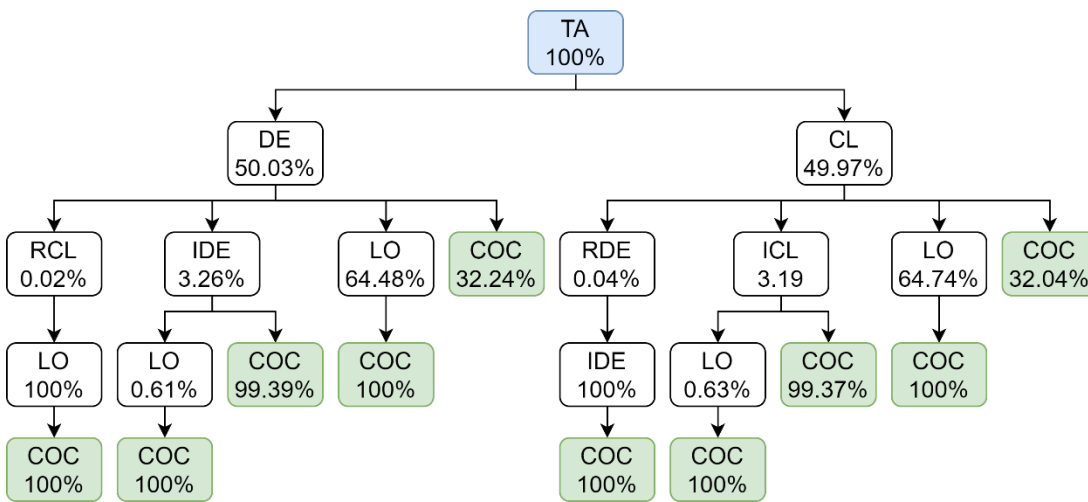 TA
100%
DE
50.03%
CL
49.97%
RCL
0.02%
IDE
3.26%
LO
64.48%
COC
32.24%
RDE
0.04%
ICL
3.19
LO
64.74%
COC
32.04%
LO
100%
LO
0.61%
COC
99.39%
COC
100%
IDE
100%
LO
0.63%
COC
99.37%
COC
100%
COC
100%
COC
100%
COC
100%
COC
100%